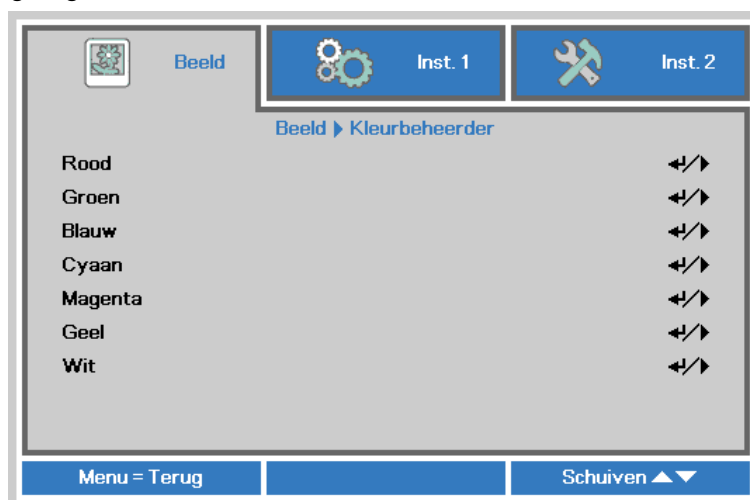 Beeld
Inst. 1
Inst. 2
Beeld ▶ Kleurbeheerder
Rood ↵/▶
Groen ↵/▶
Blauw ↵/▶
Cyaan ↵/▶
Magenta ↵/▶
Geel ↵/▶
Wit ↵/▶
Menu = Terug
Schuiven ▲▼